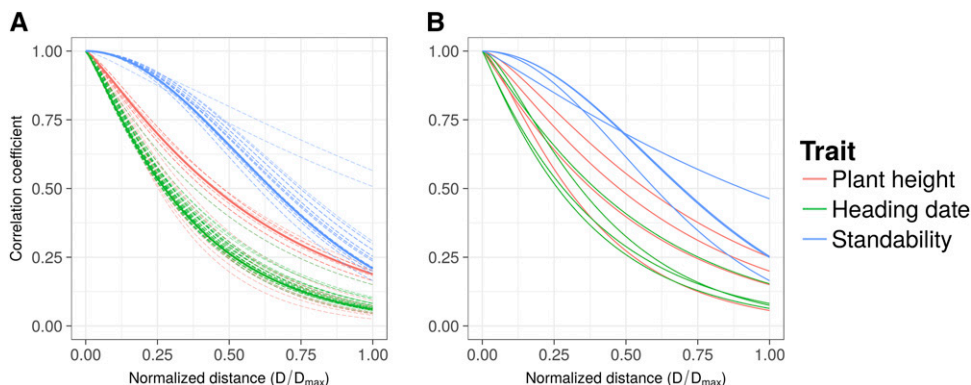 A
B
Correlation coefficient
1.00
0.75
0.50
0.25
0.00
0.00 0.25 0.50 0.75 1.00
Normalized distance (D/Dmax)
1.00
0.75
0.50
0.25
0.00
0.00 0.25 0.50 0.75 1.00
Normalized distance (D/Dmax)
Trait
Plant height
Heading date
Standability